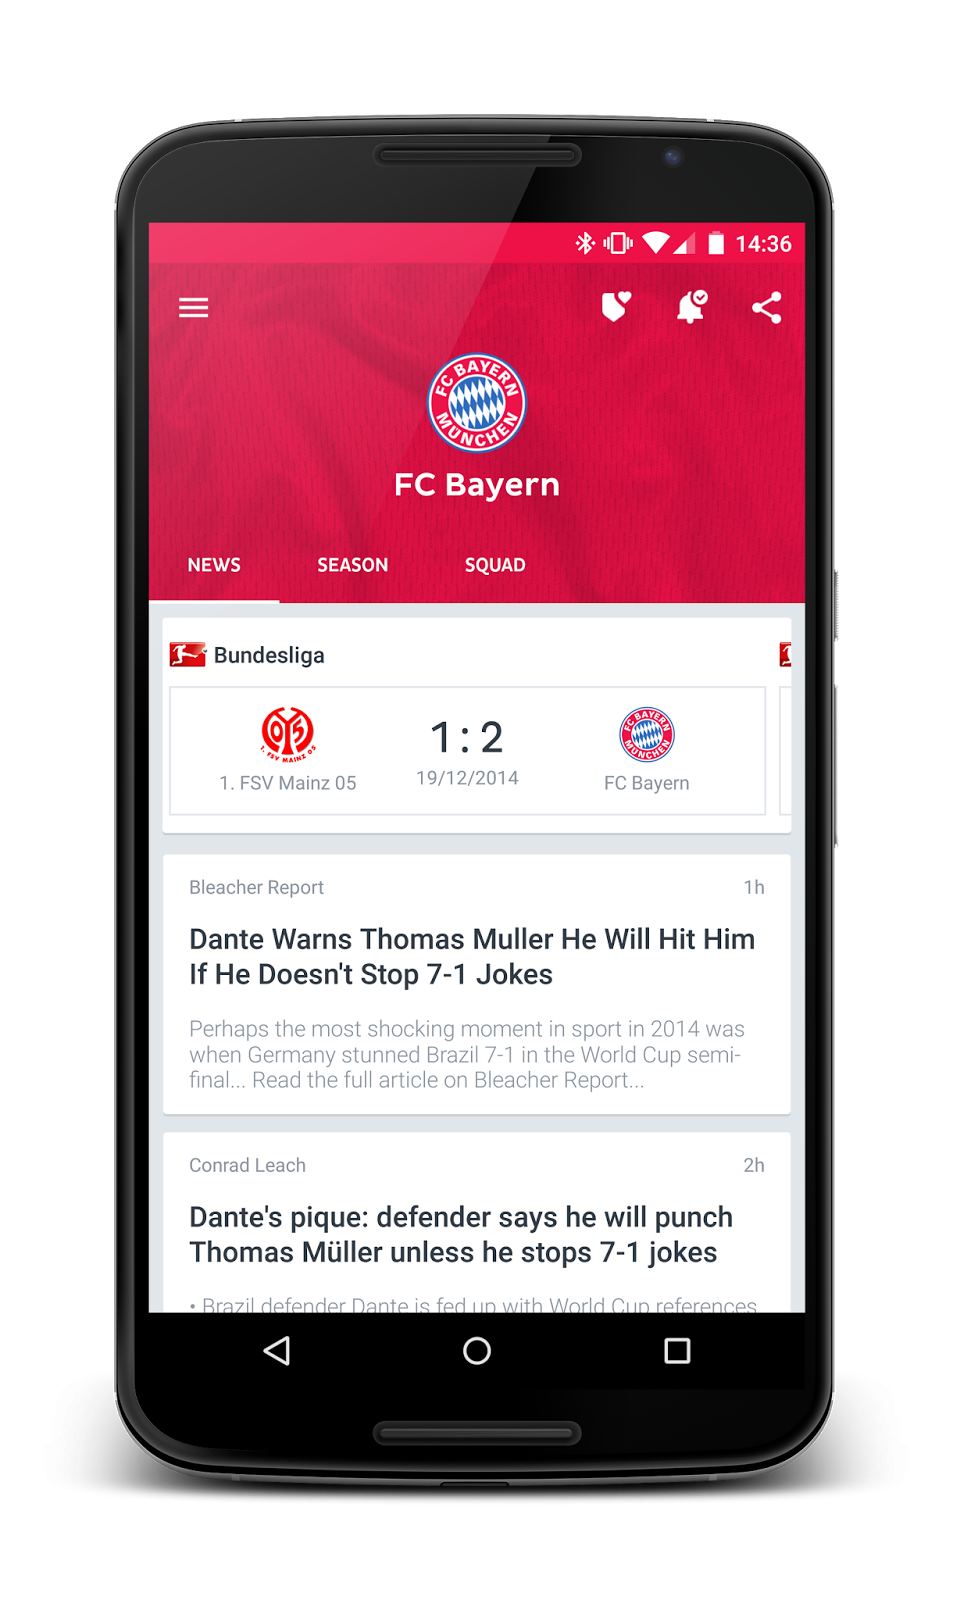 14:36
FC BAYERN
MÜNCHEN
FC Bayern
NEWS SEASON SQUAD
Bundesliga
05
1. FSV MAINZ 05
1 : 2
FC BAYERN
MÜNCHEN
1. FSV Mainz 05
19/12/2014
FC Bayern
Bleacher Report 1h
Dante Warns Thomas Muller He Will Hit Him
If He Doesn't Stop 7-1 Jokes
Perhaps the most shocking moment in sport in 2014 was
when Germany stunned Brazil 7-1 in the World Cup semi-
final... Read the full article on Bleacher Report...
Conrad Leach 2h
Dante's pique: defender says he will punch
Thomas Müller unless he stops 7-1 jokes
• Brazil defender Dante is fed up with World Cup references